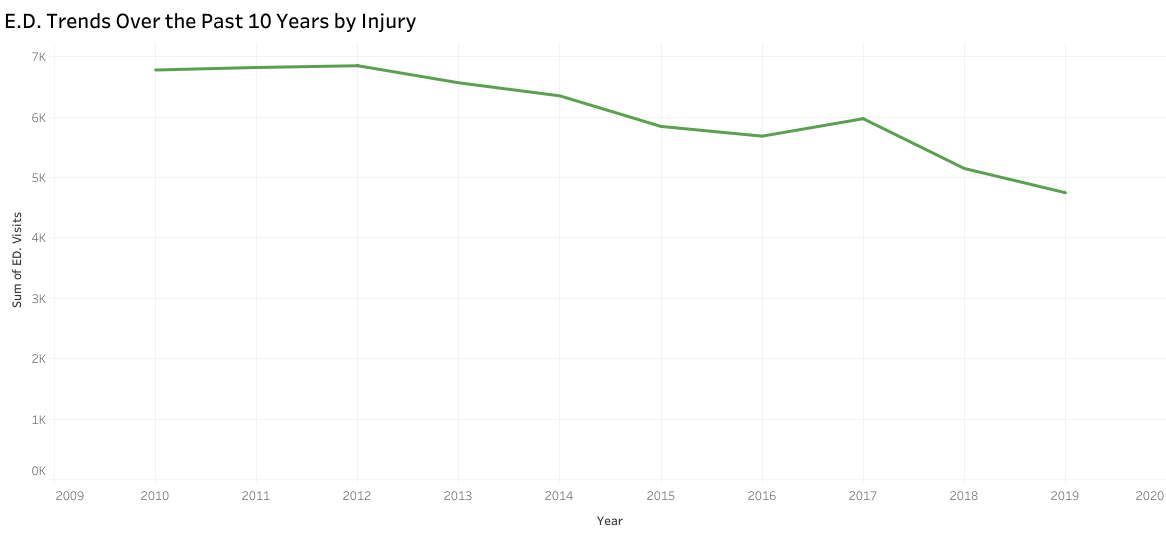 E.D. Trends Over the Past 10 Years by Injury
7K
6K
5K
4K
3K
2K
1K
0K
Sum of ED. Visits
2009 2010 2011 2012 2013 2014 2015 2016 2017 2018 2019 2020
Year